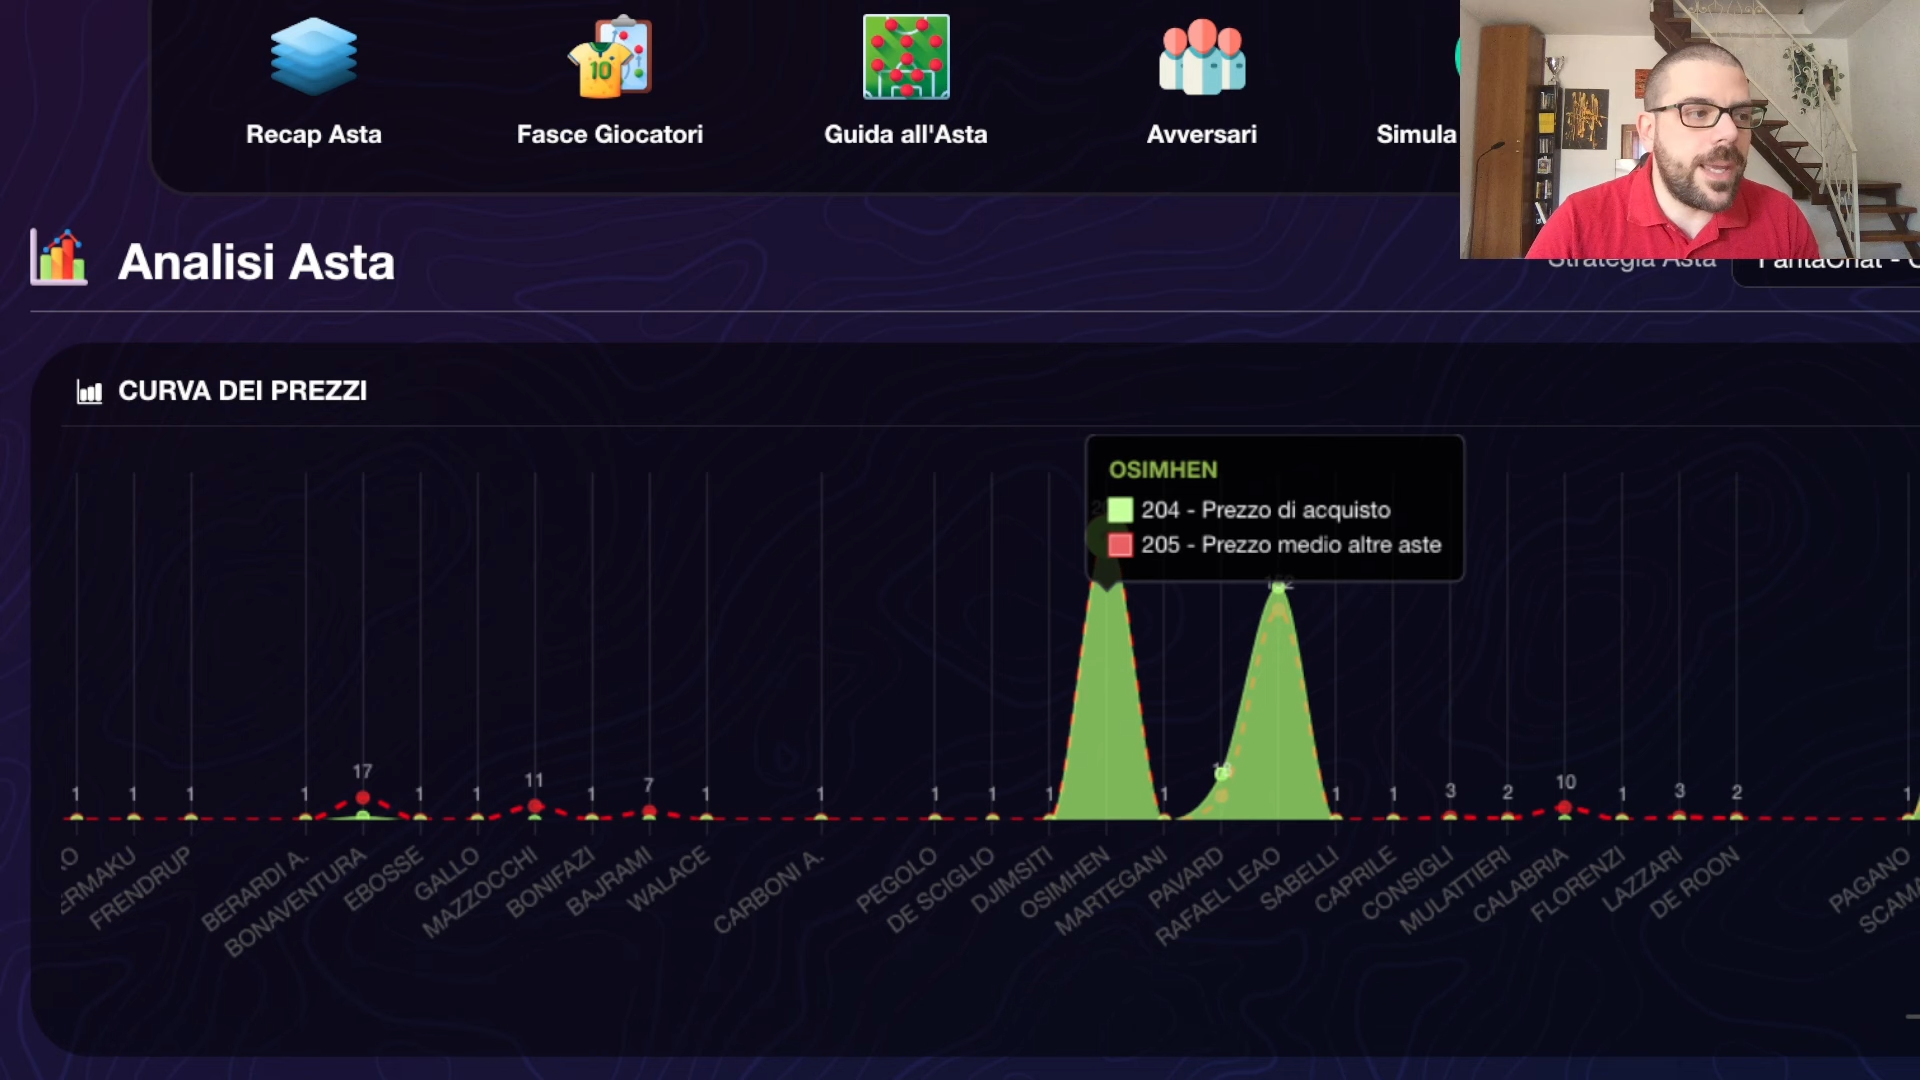 10
Recap Asta
Fasce Giocatori
Guida all'Asta
Avversari
Simula
Analisi Asta
Strategia Asta
CURVA DEI PREZZI
OSIMHEN
204 - Prezzo di acquisto
205 - Prezzo medio altre aste
1 1 1 1 17 1 1 11 1 7 1 1 1 1 1 1 1 1 3 2 10 1 3 2 1
FRENDRUP
BERARDI A.
BONAVENTURA
EBOSSE
GALLO
MAZZOCCHI
BONIFAZI
BAJRAMI
WALACE
CARBONI A.
PEGOLO
DE SCIGLIO
DJIMSITI
OSIMHEN
MARTEGANI
PAVARD
RAFAEL LEAO
SABELLI
CAPRILE
CONSIGLI
MULATTIERI
CALABRIA
FLORENZI
LAZZARI
DE ROON
PAGANO